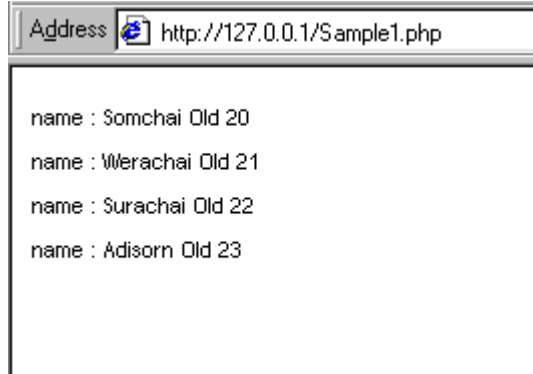 Address http://127.0.0.1/Sample1.php
name : Somchai Old 20
name : Werachai Old 21
name : Surachai Old 22
name : Adisorn Old 23